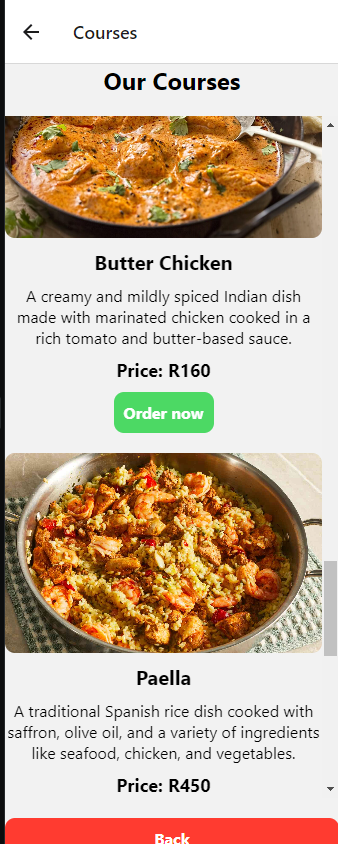 Courses
Our Courses
Butter Chicken
A creamy and mildly spiced Indian dish
made with marinated chicken cooked in a
rich tomato and butter-based sauce.
Price: R160
Order now
Paella
A traditional Spanish rice dish cooked with
saffron, olive oil, and a variety of ingredients
like seafood, chicken, and vegetables.
Price: R450
Back